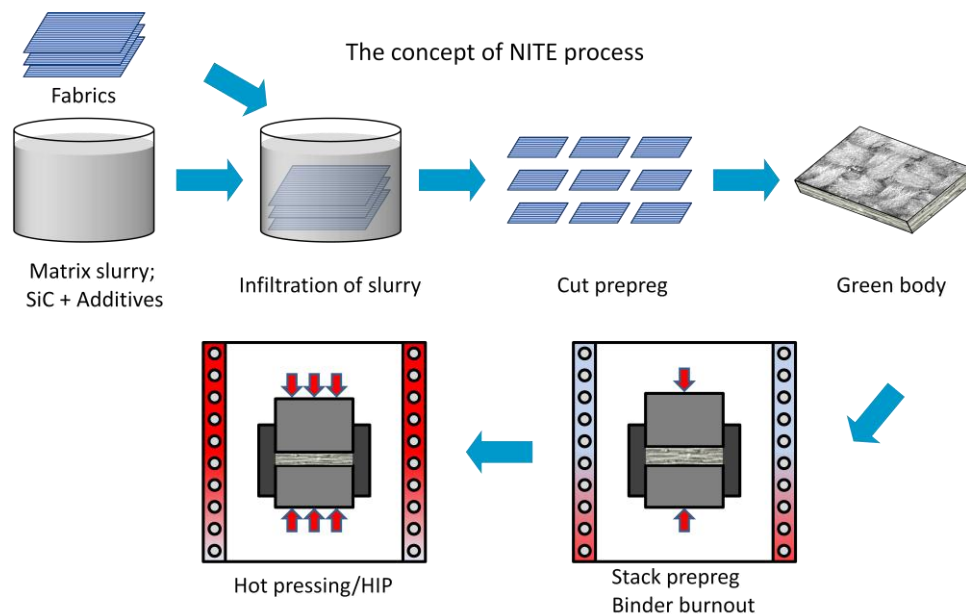 The concept of NITE process
Fabrics
Matrix slurry;
SiC + Additives
Infiltration of slurry
Cut prepreg
Green body
Hot pressing/HIP
Stack prepreg
Binder burnout